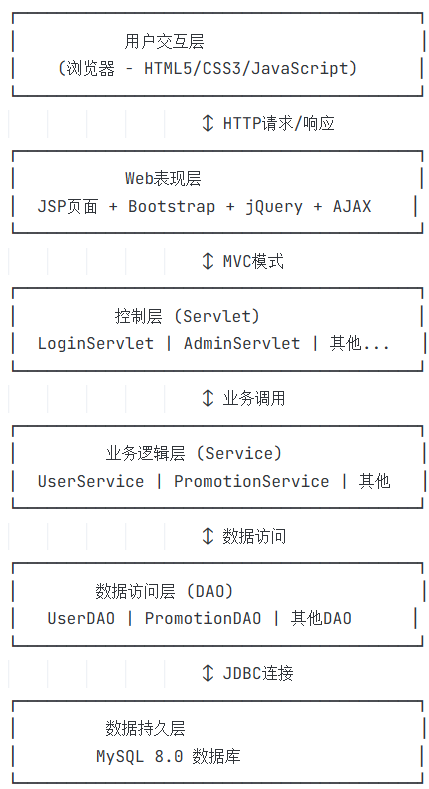 用户交互层
(浏览器 - HTML5/CSS3/JavaScript)
↕ HTTP请求/响应
Web表现层
JSP页面 + Bootstrap + jQuery + AJAX
↕ MVC模式
控制层 (Servlet)
LoginServlet | AdminServlet | 其他...
↕ 业务调用
业务逻辑层 (Service)
UserService | PromotionService | 其他
↕ 数据访问
数据访问层 (DAO)
UserDAO | PromotionDAO | 其他DAO
↕ JDBC连接
数据持久层
MySQL 8.0 数据库